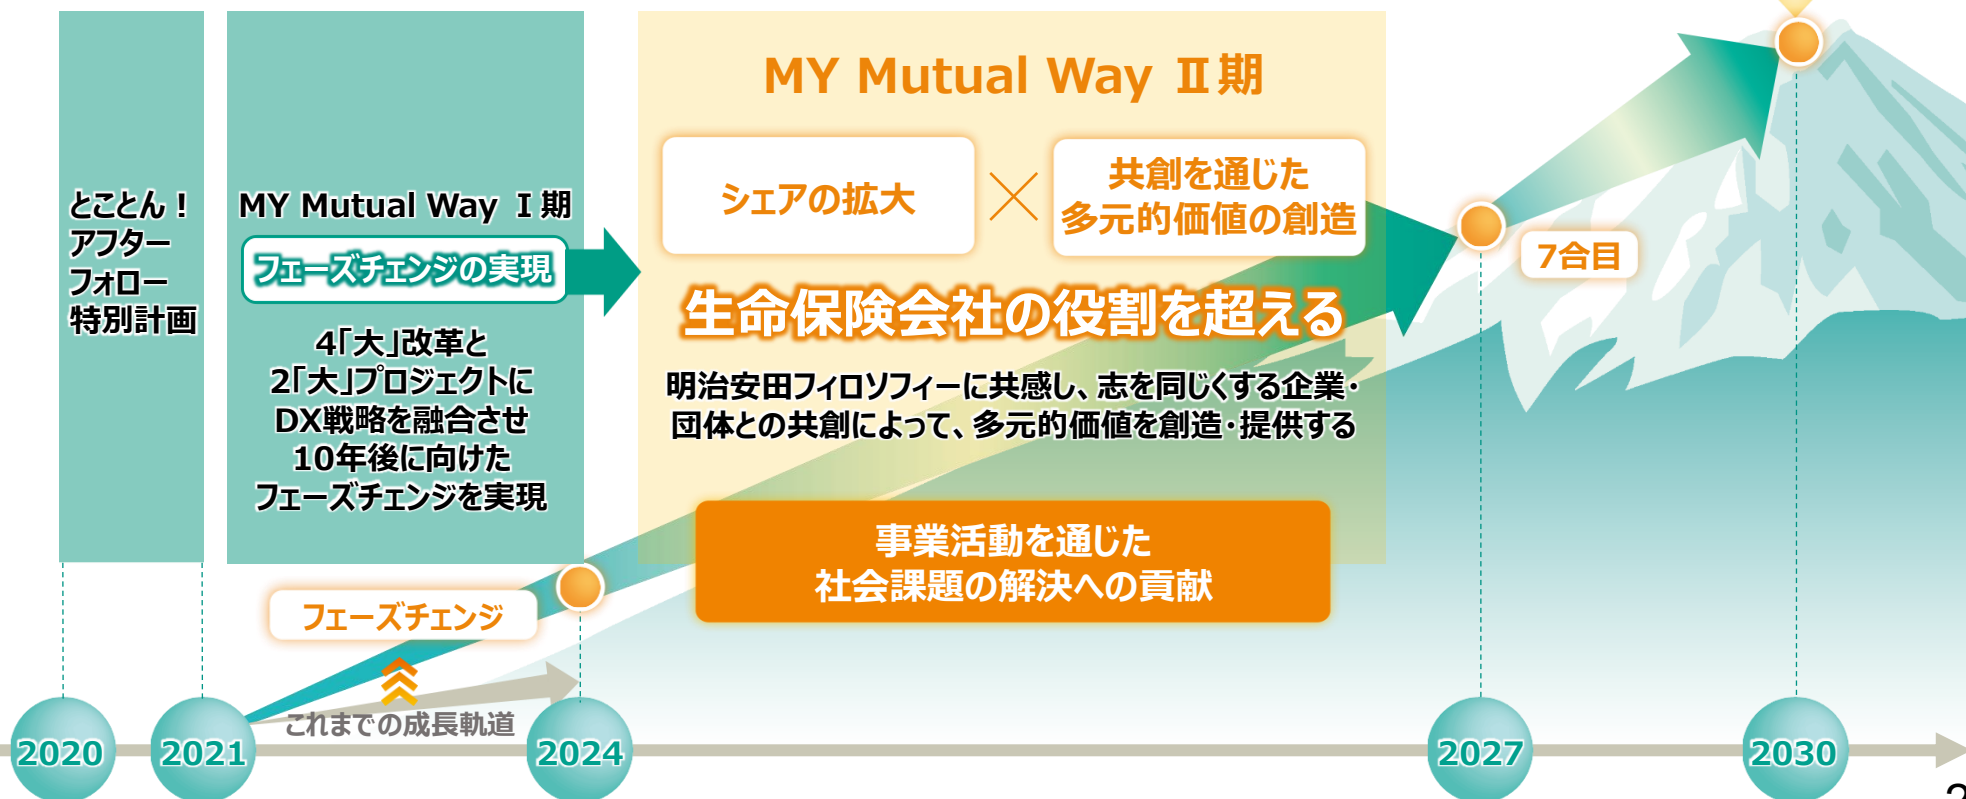 とことん！
アフター
フォロー
特別計画
MY Mutual Way Ⅰ期
フェーズチェンジの実現
4「大」改革と
2「大」プロジェクトに
DX戦略を融合させ
10年後に向けた
フェーズチェンジを実現
MY Mutual Way Ⅱ期
シェアの拡大
×
共創を通じた
多元的価値の創造
生命保険会社の役割を超える
明治安田フィロソフィーに共感し、志を同じくする企業・
団体との共創によって、多元的価値を創造・提供する
事業活動を通じた
社会課題の解決への貢献
7合目
フェーズチェンジ
これまでの成長軌道
2020
2021
2024
2027
2030